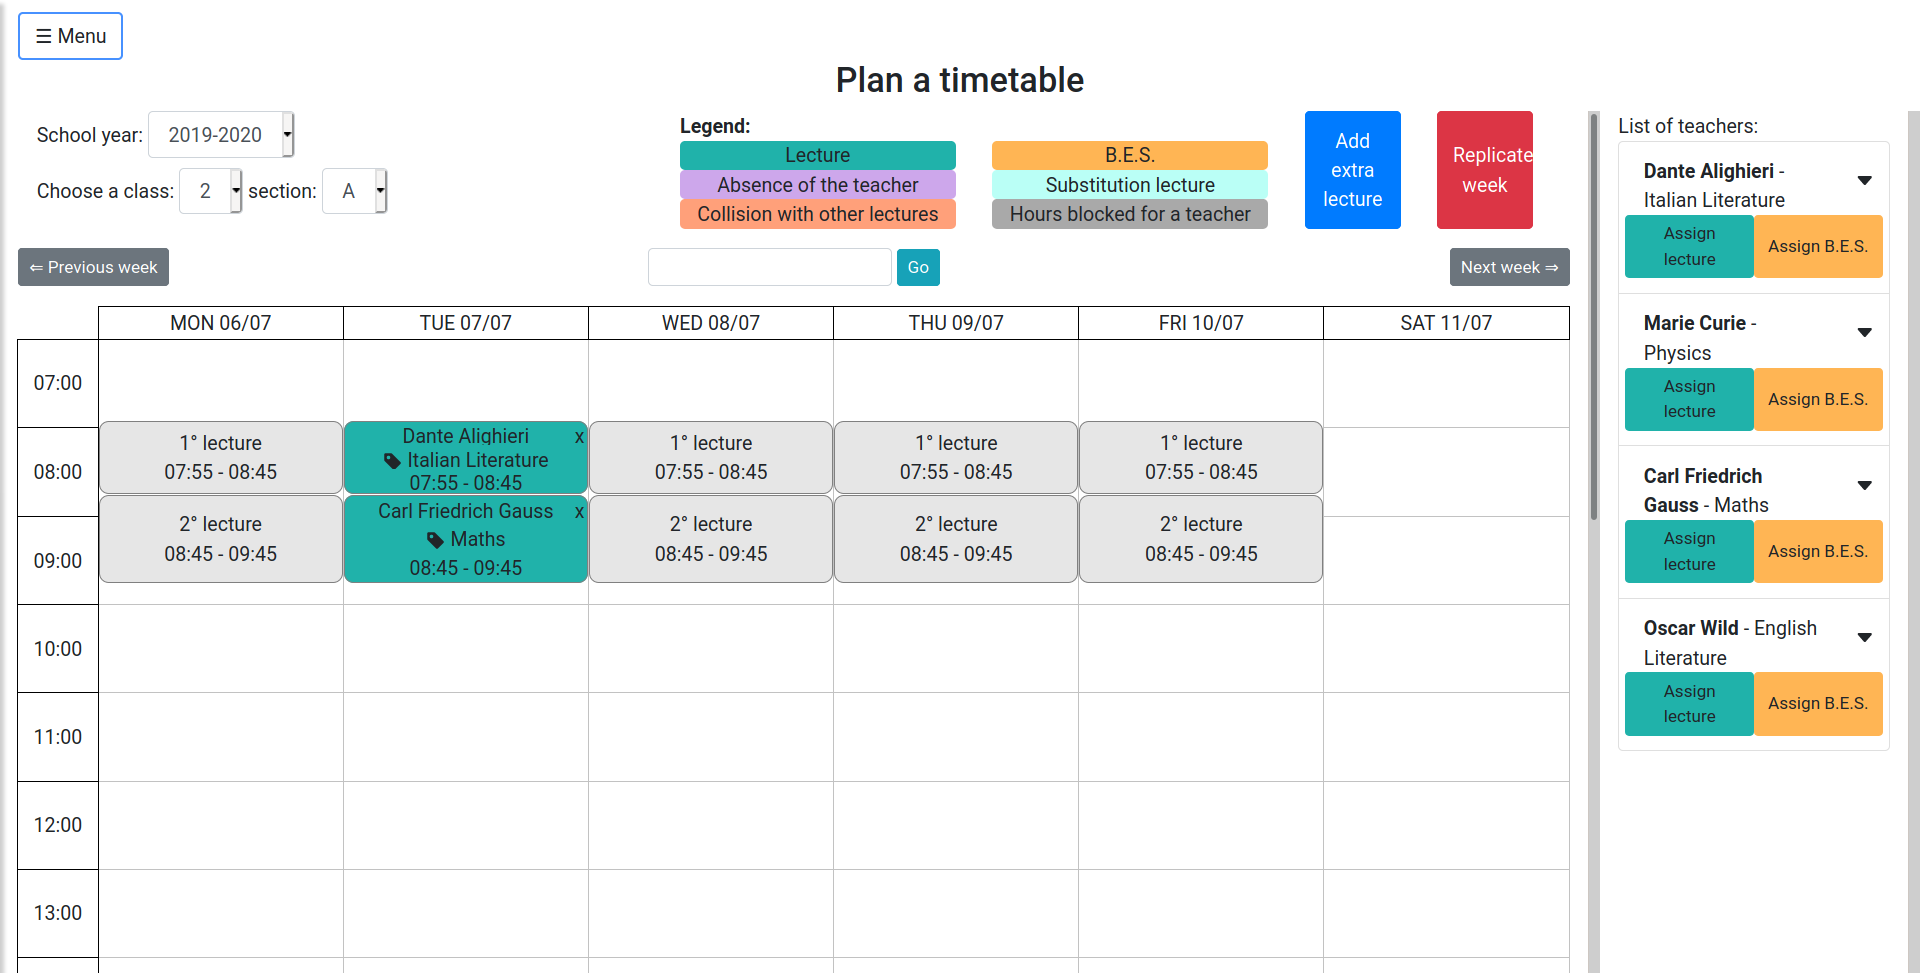 ☰ Menu
Plan a timetable
School year: 2019-2020
Choose a class: 2 section: A
Legend:
Lecture
Absence of the teacher
Collision with other lectures
B.E.S.
Substitution lecture
Hours blocked for a teacher
Add
extra
lecture
Replicate
week
⇐ Previous week
Go
Next week ⇒
MON 06/07 TUE 07/07 WED 08/07 THU 09/07 FRI 10/07 SAT 11/07
07:00
08:00
09:00
10:00
11:00
12:00
13:00
1° lecture
07:55 - 08:45
2° lecture
08:45 - 09:45
Dante Alighieri x
Italian Literature
07:55 - 08:45
Carl Friedrich Gauss x
Maths
08:45 - 09:45
1° lecture
07:55 - 08:45
2° lecture
08:45 - 09:45
1° lecture
07:55 - 08:45
2° lecture
08:45 - 09:45
1° lecture
07:55 - 08:45
2° lecture
08:45 - 09:45
List of teachers:
Dante Alighieri -
Italian Literature
Assign
lecture
Assign B.E.S.
Marie Curie -
Physics
Assign
lecture
Assign B.E.S.
Carl Friedrich
Gauss - Maths
Assign
lecture
Assign B.E.S.
Oscar Wild - English
Literature
Assign
lecture
Assign B.E.S.